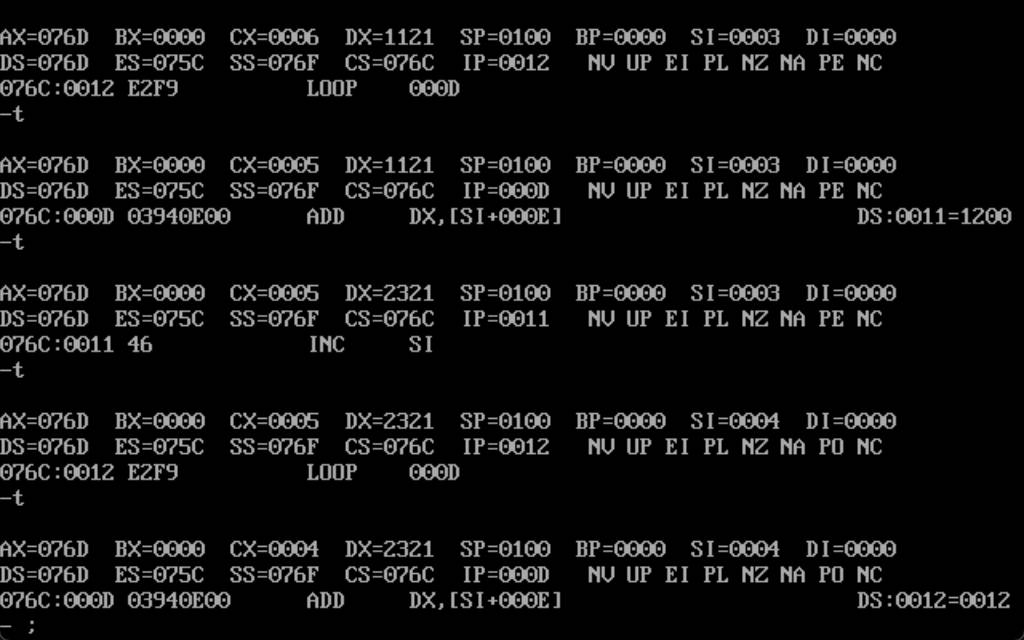 AX=076D  BX=0000  CX=0006  DX=1121  SP=0100  BP=0000  SI=0003  DI=0000
DS=076D  ES=075C  SS=076F  CS=076C  IP=0012   NV UP EI PL NZ NA PE NC
076C:0012 E2F9          LOOP    000D
-t
AX=076D  BX=0000  CX=0005  DX=1121  SP=0100  BP=0000  SI=0003  DI=0000
DS=076D  ES=075C  SS=076F  CS=076C  IP=000D   NV UP EI PL NZ NA PE NC
076C:000D 03940E00      ADD     DX,[SI+000E]                       DS:0011=1200
-t
AX=076D  BX=0000  CX=0005  DX=2321  SP=0100  BP=0000  SI=0003  DI=0000
DS=076D  ES=075C  SS=076F  CS=076C  IP=0011   NV UP EI PL NZ NA PE NC
076C:0011 46            INC     SI
-t
AX=076D  BX=0000  CX=0005  DX=2321  SP=0100  BP=0000  SI=0004  DI=0000
DS=076D  ES=075C  SS=076F  CS=076C  IP=0012   NV UP EI PL NZ NA PO NC
076C:0012 E2F9          LOOP    000D
-t
AX=076D  BX=0000  CX=0004  DX=2321  SP=0100  BP=0000  SI=0004  DI=0000
DS=076D  ES=075C  SS=076F  CS=076C  IP=000D   NV UP EI PL NZ NA PO NC
076C:000D 03940E00      ADD     DX,[SI+000E]                       DS:0012=0012
- ;